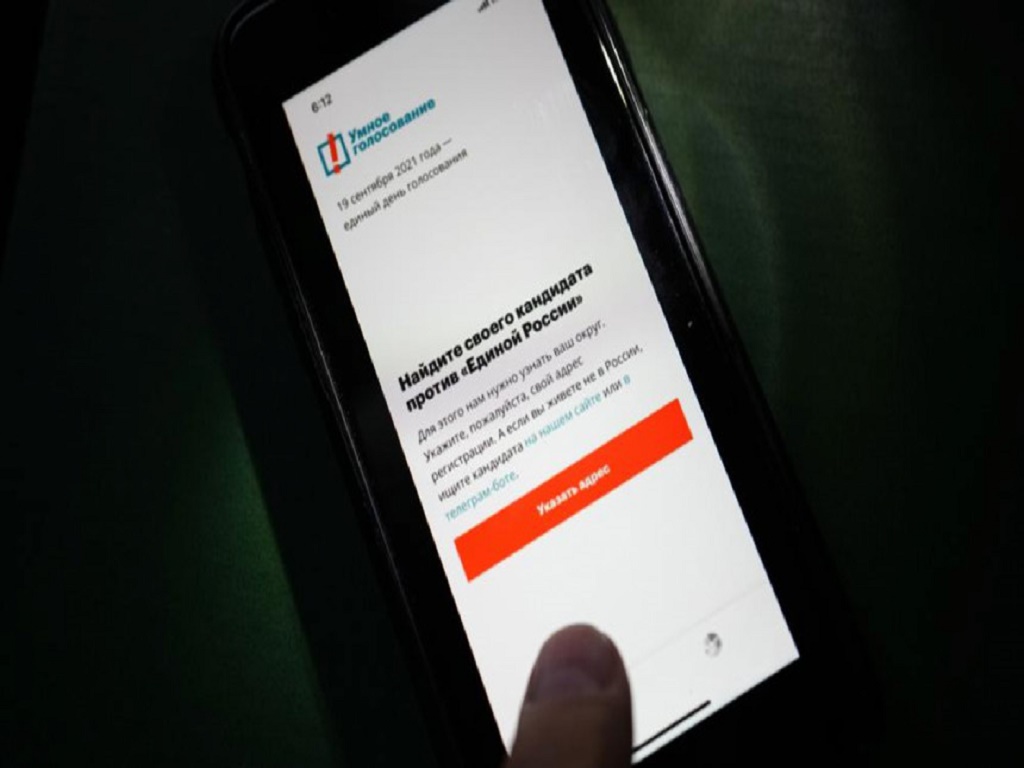 6:12
Умное
голосование
19 сентября 2021 года —
единый день голосования
Найдите своего кандидата
против «Единой России»
Для этого нам нужно узнать ваш округ.
Укажите, пожалуйста, свой адрес
регистрации. А если вы живете не в России,
ищите кандидата на нашем сайте или в
телеграм-боте.
Указать адрес